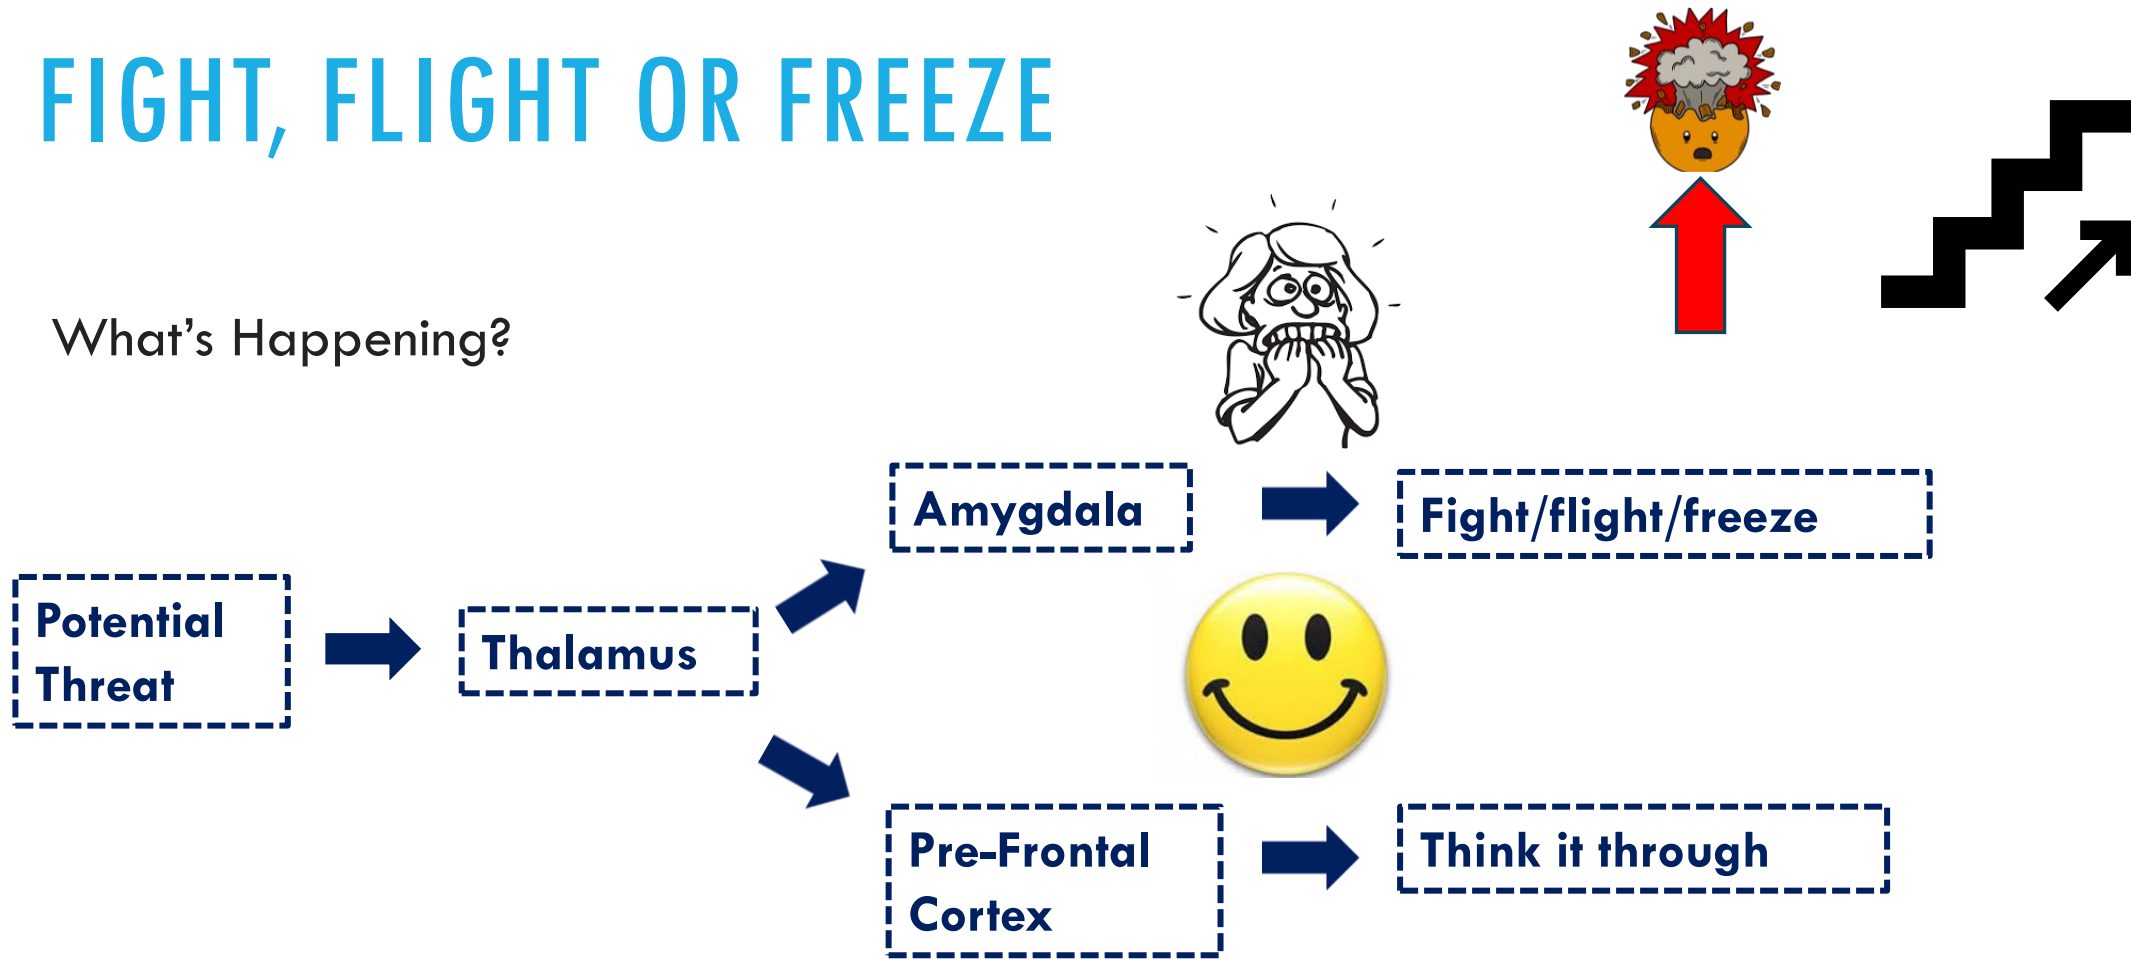 FIGHT, FLIGHT OR FREEZE
What's Happening?
Amygdala
Fight/flight/freeze
Potential
Threat
Thalamus
Pre-Frontal
Cortex
Think it through